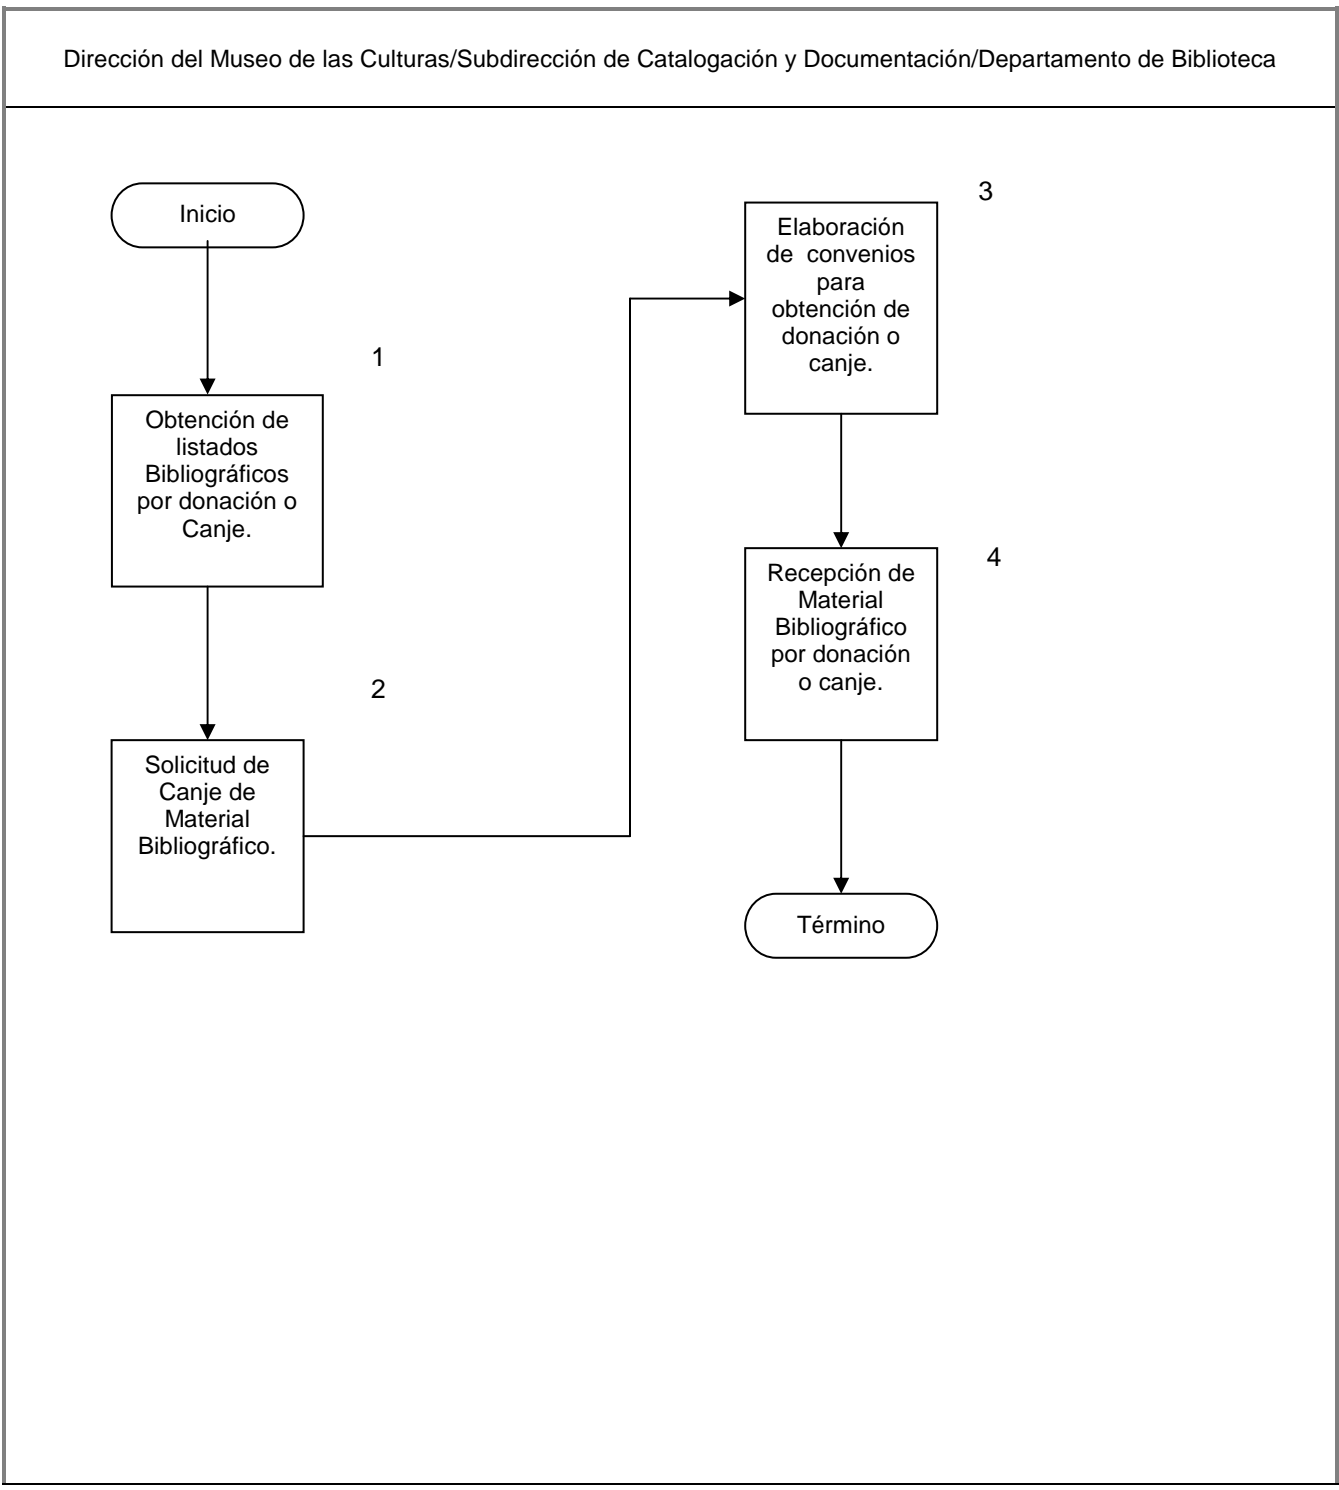 Dirección del Museo de las Culturas/Subdirección de Catalogación y Documentación/Departamento de Biblioteca
Inicio
1
Obtención de
listados
Bibliográficos
por donación o
Canje.
2
Solicitud de
Canje de
Material
Bibliográfico.
3
Elaboración
de convenios
para
obtención de
donación o
canje.
4
Recepción de
Material
Bibliográfico
por donación
o canje.
Término